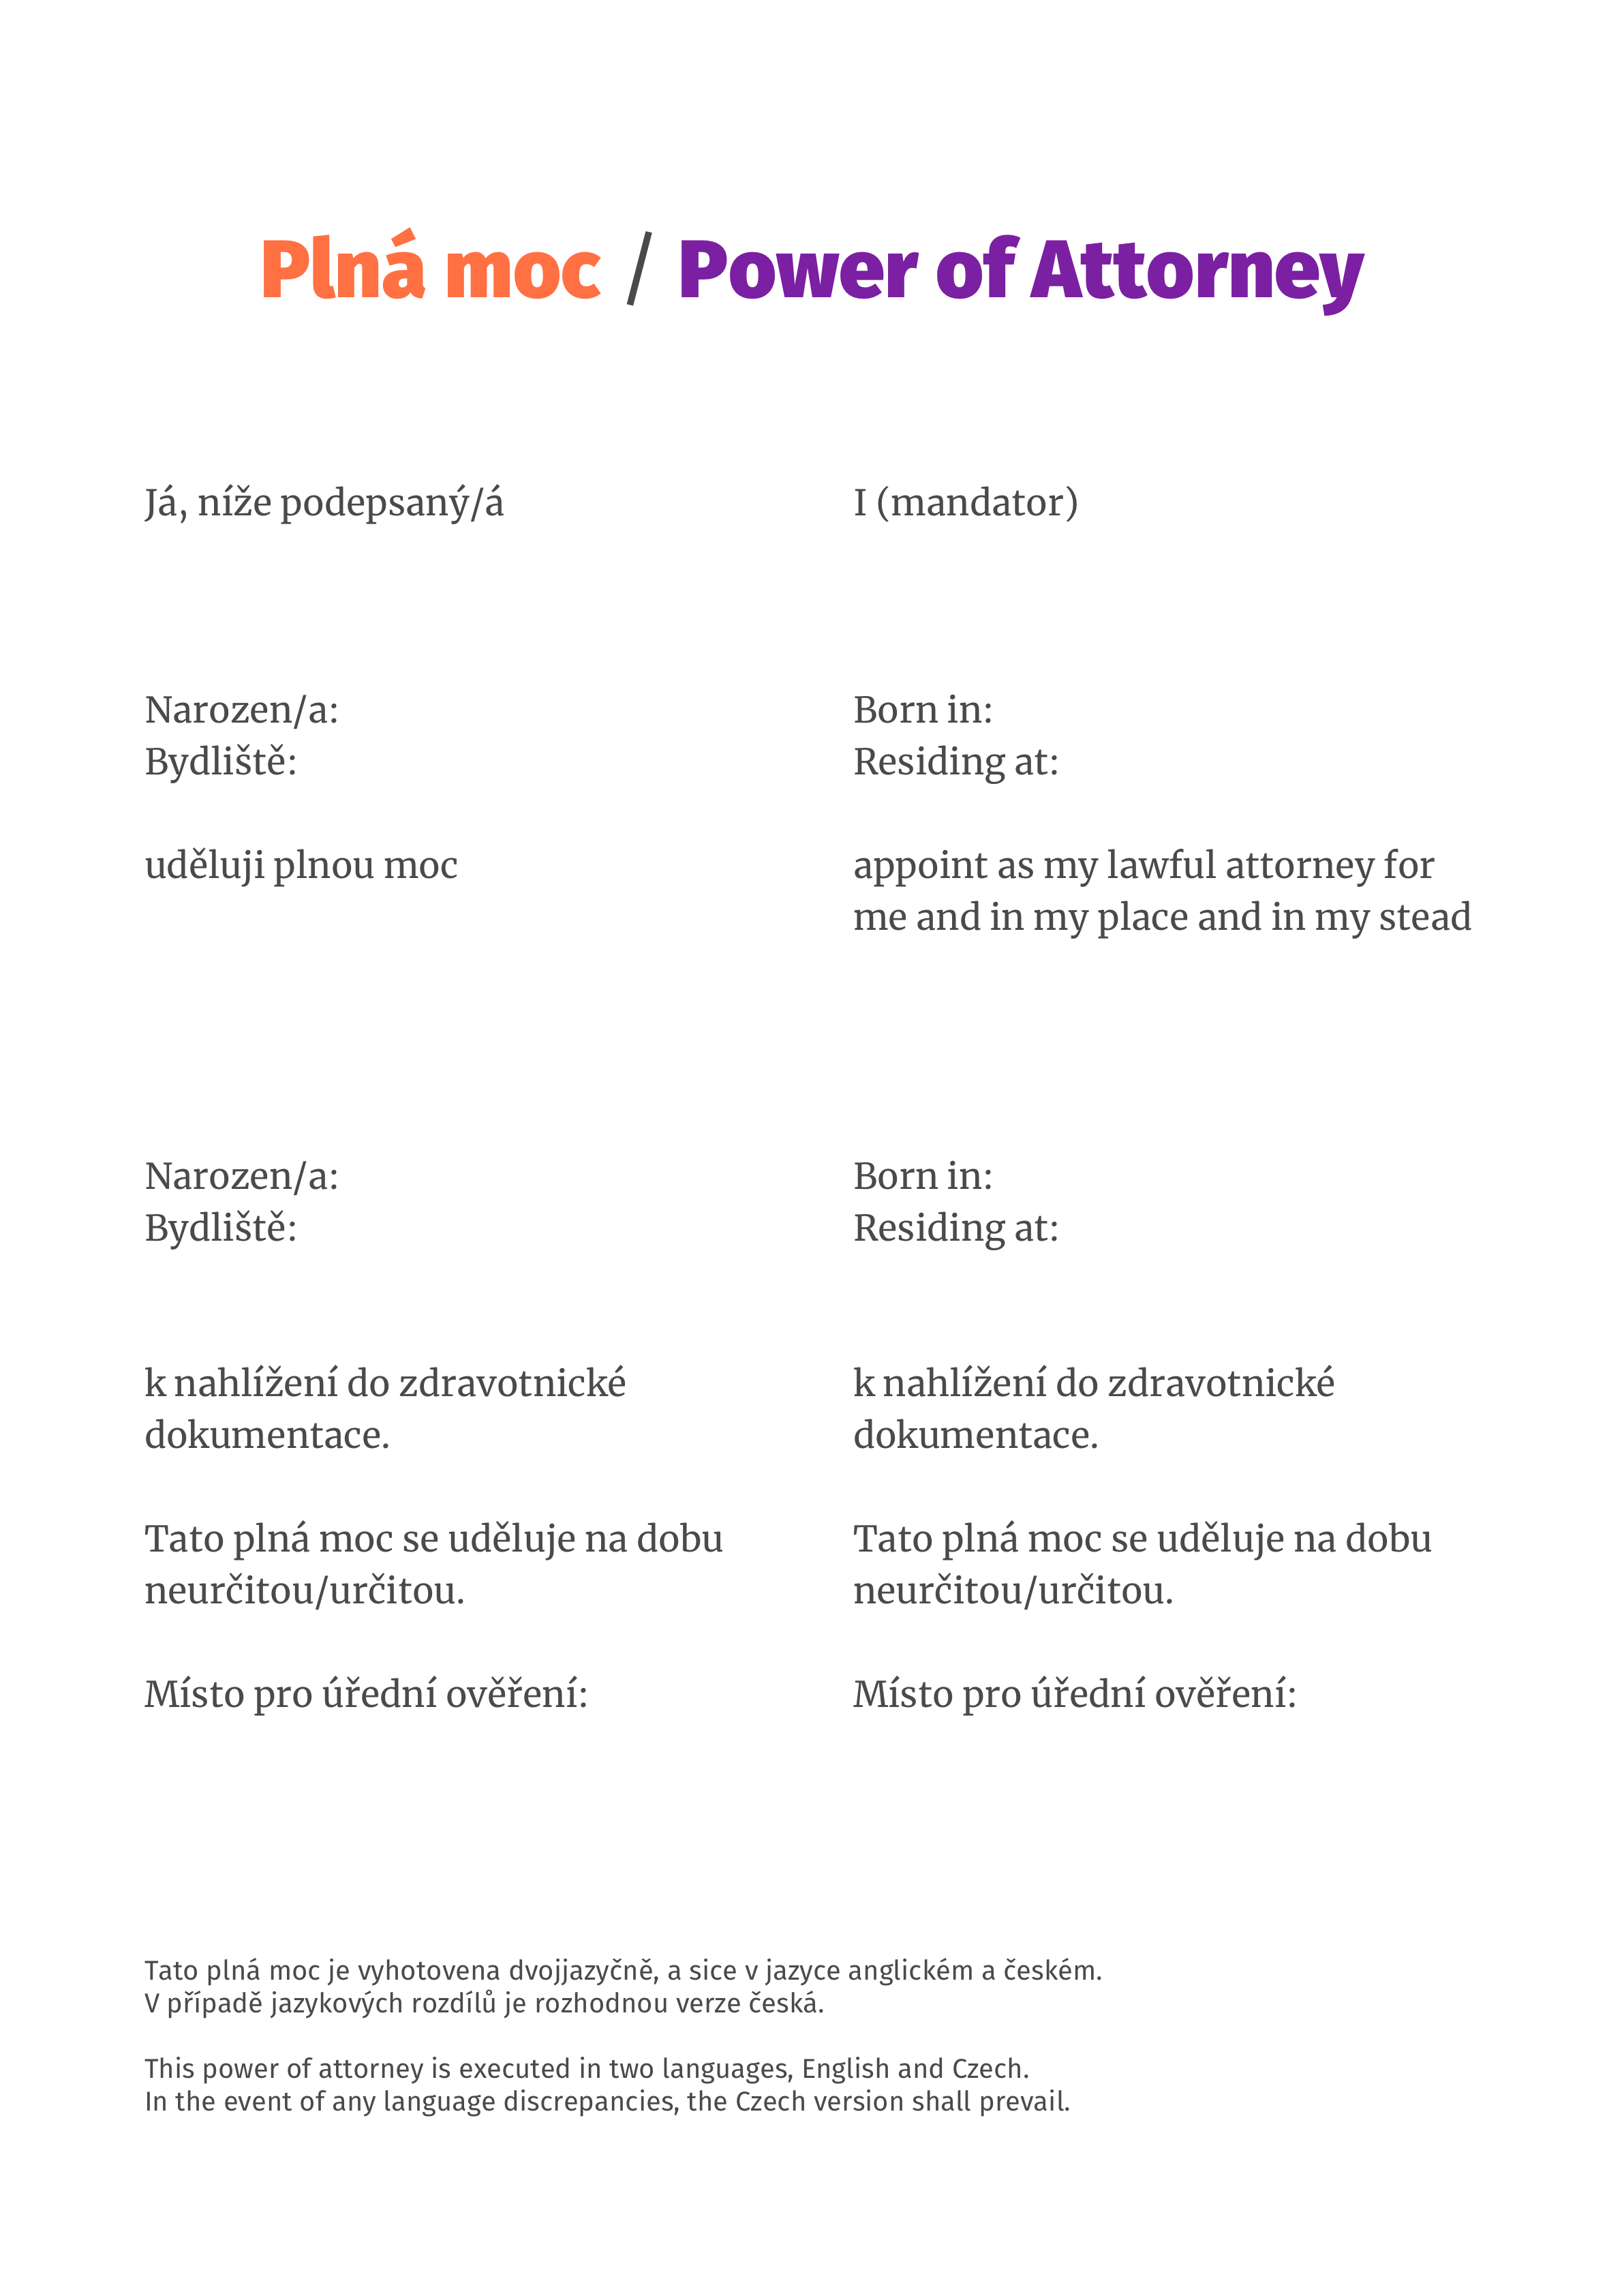 Plná moc / Power of Attorney
Já, níže podepsaný/á
Narozen/a:
Bydliště:
uděluji plnou moc
Narozen/a:
Bydliště:
k nahlížení do zdravotnické
dokumentace.
Tato plná moc se uděluje na dobu
neurčitou/určitou.
Místo pro úřední ověření:
I (mandator)
Born in:
Residing at:
appoint as my lawful attorney for
me and in my place and in my stead
Born in:
Residing at:
k nahlížení do zdravotnické
dokumentace.
Tato plná moc se uděluje na dobu
neurčitou/určitou.
Místo pro úřední ověření:
Tato plná moc je vyhotovena dvojjazyčně, a sice v jazyce anglickém a českém.
V případě jazykových rozdílů je rozhodnou verze česká.
This power of attorney is executed in two languages, English and Czech.
In the event of any language discrepancies, the Czech version shall prevail.